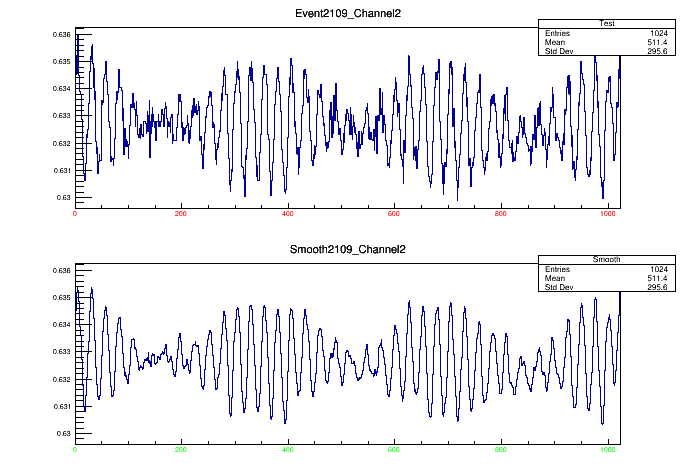 Event2109_Channel2
Test
Entries 1024
Mean 511.4
Std Dev 295.6
0.636
0.635
0.634
0.633
0.632
0.631
0.63
0 200 400 600 800 1000
Smooth2109_Channel2
Smooth
Entries 1024
Mean 511.4
Std Dev 295.6
0.636
0.635
0.634
0.633
0.632
0.631
0.63
0 200 400 600 800 1000